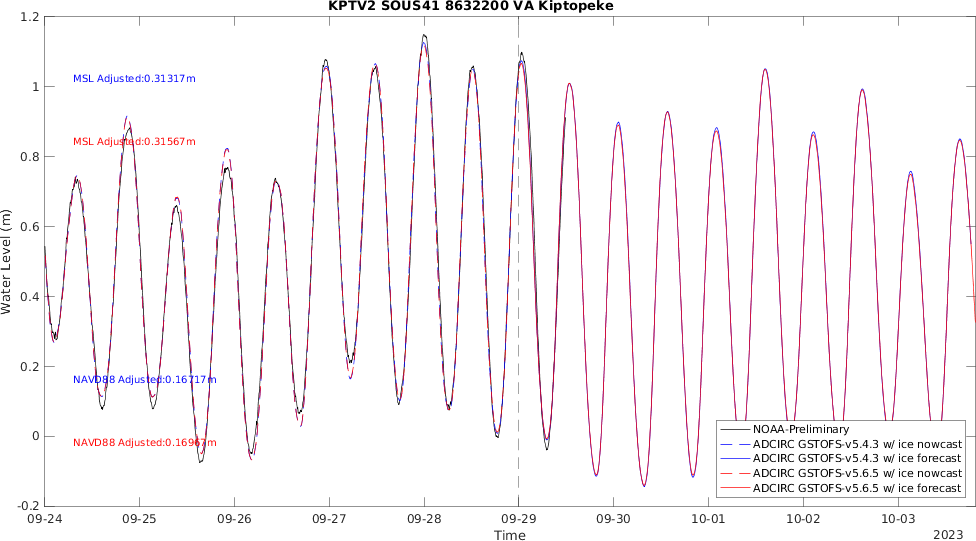 KPTV2 SOUS41 8632200 VA Kiptopeke
1.2
1
0.8
0.6
0.4
0.2
0
-0.2
Water Level (m)
MSL Adjusted:0.31317m
MSL Adjusted:0.31567m
NAVD88 Adjusted:0.16717m
NAVD88 Adjusted:0.16967m
NOAA-Preliminary
ADCIRC GSTOFS-v5.4.3 w/ ice nowcast
ADCIRC GSTOFS-v5.4.3 w/ ice forecast
ADCIRC GSTOFS-v5.6.5 w/ ice nowcast
ADCIRC GSTOFS-v5.6.5 w/ ice forecast
09-24 09-25 09-26 09-27 09-28 09-29 09-30 10-01 10-02 10-03
Time
2023